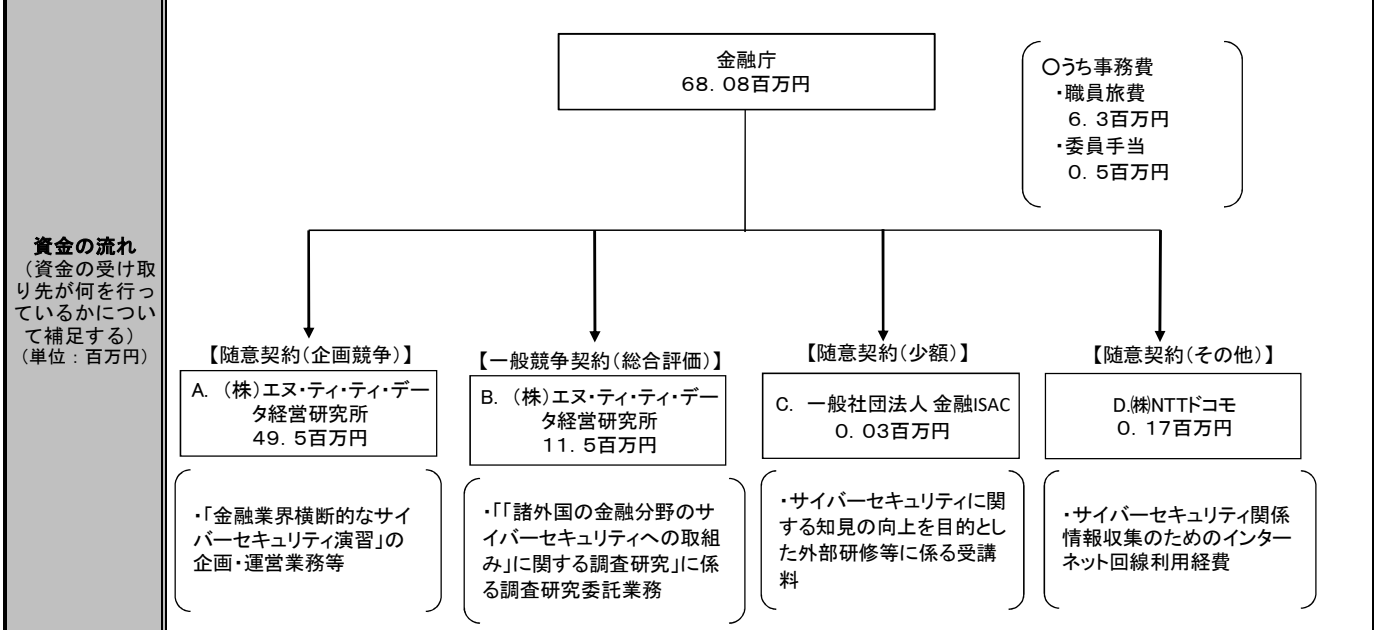 資金の流れ
（資金の受け取
り先が何を行っ
ているかについ
て補足する）
（単位：百万円）
金融庁
68．08百万円
〇うち事務費
・職員旅費
6．3百万円
・委員手当
0．5百万円
【随意契約(企画競争)】
A．（株）エヌ・ティ・ティ・デー
タ経営研究所
49．5百万円
・「金融業界横断的なサイ
バーセキュリティ演習」の
企画・運営業務等
【一般競争契約(総合評価)】
B．（株）エヌ・ティ・ティ・デー
タ経営研究所
11．5百万円
・「「諸外国の金融分野のサ
イバーセキュリティへの取組
み」に関する調査研究」に係
る調査研究委託業務
【随意契約(少額)】
C．一般社団法人 金融ISAC
0．03百万円
・サイバーセキュリティに関
する知見の向上を目的とし
た外部研修等に係る受講
料
【随意契約(その他)】
D.㈱NTTドコモ
0．17百万円
・サイバーセキュリティ関係
情報収集のためのインター
ネット回線利用経費